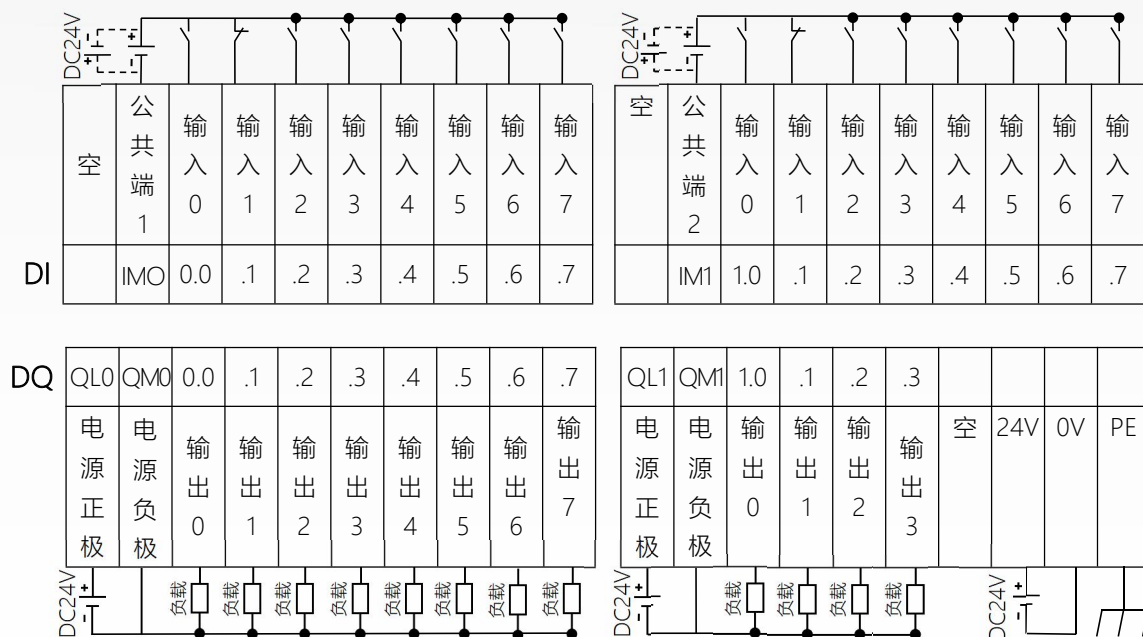 DC24V DC24V
空 公共端1 输入0 输入1 输入2 输入3 输入4 输入5 输入6 输入7 空 公共端2 输入0 输入1 输入2 输入3 输入4 输入5 输入6 输入7
DI IMO 0.0 .1 .2 .3 .4 .5 .6 .7 IM1 1.0 .1 .2 .3 .4 .5 .6 .7
DQ QL0 QM0 0.0 .1 .2 .3 .4 .5 .6 .7 QL1 QM1 1.0 .1 .2 .3
电源正极 电源负极 输出0 输出1 输出2 输出3 输出4 输出5 输出6 输出7 电源正极 电源负极 输出0 输出1 输出2 输出3 空 24V 0V PE
DC24V 负载 负载 负载 负载 负载 负载 负载 负载 DC24V 负载 负载 负载 负载 DC24V